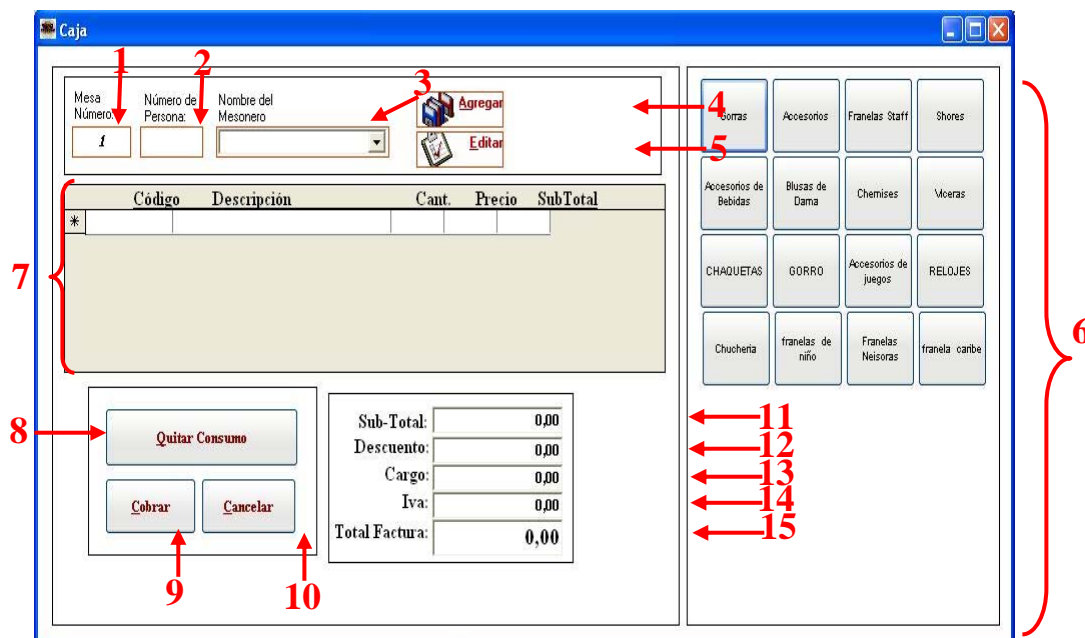 Caja
1 2 3
Mesa Número:
Número de Persona:
Nombre del Mesonero
1
Agregar 4
Editar 5
Código Descripción Cant. Precio SubTotal
*
7
Gorras Accesorios Franelas Staff Shores
Accesorios de Bebidas Blusas de Dama Chemises Viceras
CHAQUETAS GORRO Accesorios de juegos RELOJES
Chucheria franelas de niño Franelas Neisoras franela caribe
6
8 Quitar Consumo
Cobrar Cancelar
9 10
Sub-Total: 0,00 11
Descuento: 0,00 12
Cargo: 0,00 13
Iva: 0,00 14
Total Factura: 0,00 15